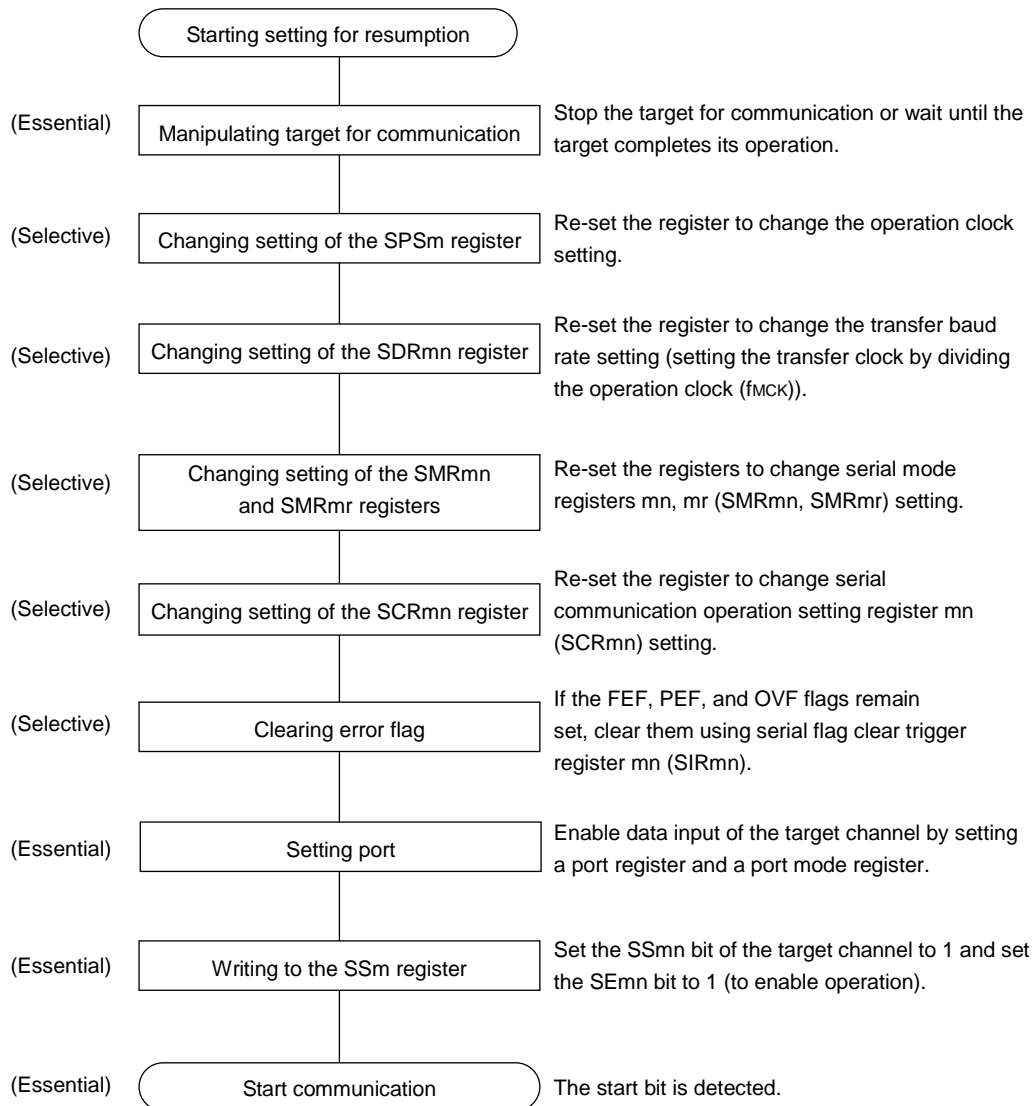 Starting setting for resumption
(Essential)
Manipulating target for communication
Stop the target for communication or wait until the
target completes its operation.
(Selective)
Changing setting of the SPSm register
Re-set the register to change the operation clock
setting.
(Selective)
Changing setting of the SDRmn register
Re-set the register to change the transfer baud
rate setting (setting the transfer clock by dividing
the operation clock (fMCK)).
(Selective)
Changing setting of the SMRmn
and SMRmr registers
Re-set the registers to change serial mode
registers mn, mr (SMRmn, SMRmr) setting.
(Selective)
Changing setting of the SCRmn register
Re-set the register to change serial
communication operation setting register mn
(SCRmn) setting.
(Selective)
Clearing error flag
If the FEF, PEF, and OVF flags remain
set, clear them using serial flag clear trigger
register mn (SIRmn).
(Essential)
Setting port
Enable data input of the target channel by setting
a port register and a port mode register.
(Essential)
Writing to the SSm register
Set the SSmn bit of the target channel to 1 and set
the SEmn bit to 1 (to enable operation).
(Essential)
Start communication
The start bit is detected.